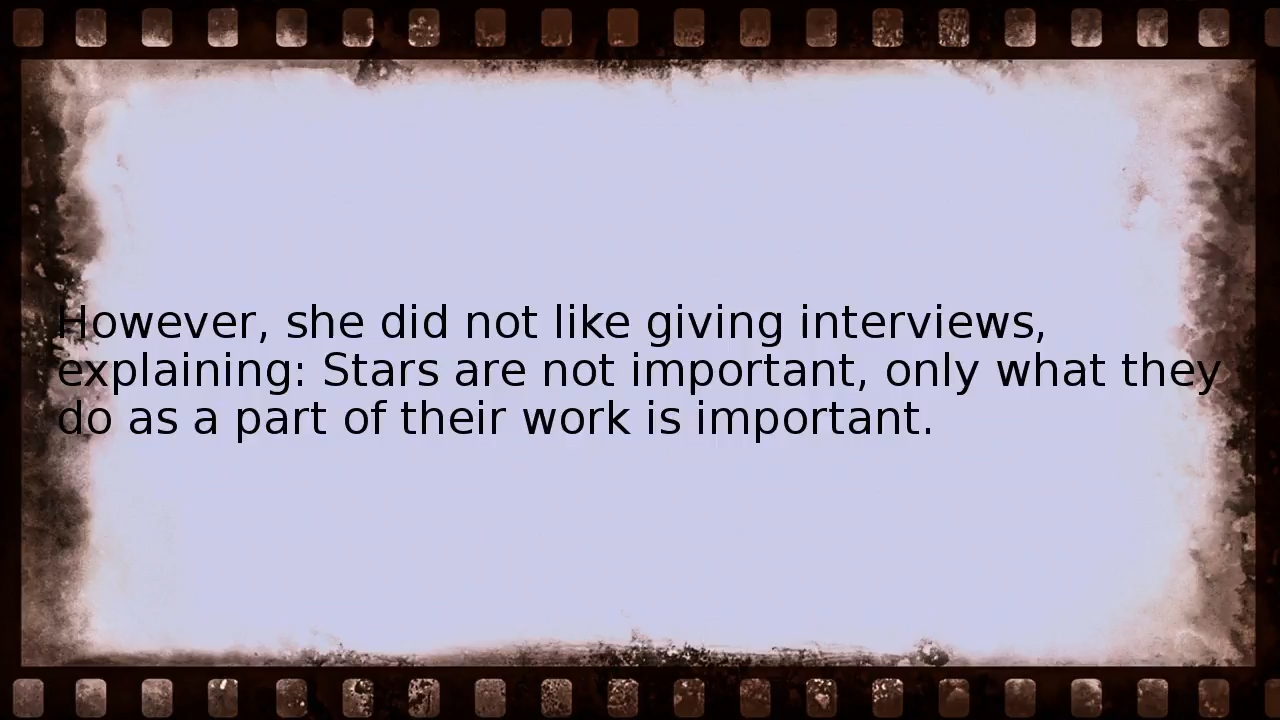 However, she did not like giving interviews,
explaining: Stars are not important, only what they
do as a part of their work is important.